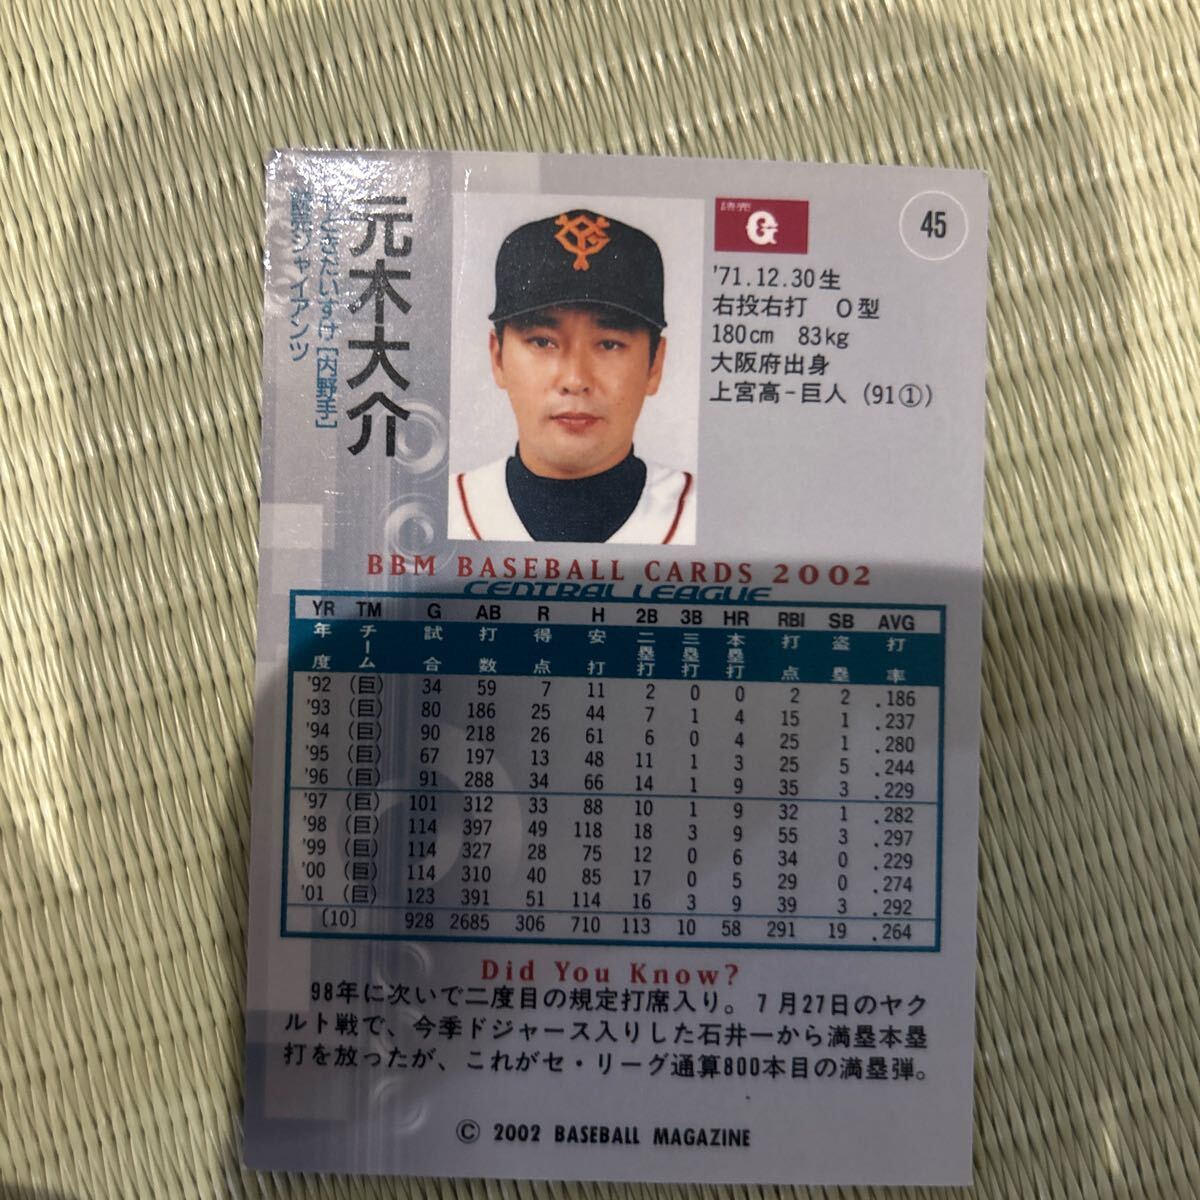 元木大介
もときだいすけ［内野手］
読売ジャイアンツ
読売
G
45
'71.12.30生
右投右打　O型
180cm　83kg
大阪府出身
上宮高－巨人（91①）
BBM BASEBALL CARDS 2002
CENTRAL LEAGUE
YR TM G AB R H 2B 3B HR RBI SB AVG
年度 チーム 試合 打数 得点 安打 二塁打 三塁打 本塁打 打点 盗塁 打率
'92 (巨) 34 59 7 11 2 0 0 2 2 .186
'93 (巨) 80 186 25 44 7 1 4 15 1 .237
'94 (巨) 90 218 26 61 6 0 4 25 1 .280
'95 (巨) 67 197 13 48 11 1 3 25 5 .244
'96 (巨) 91 288 34 66 14 1 9 35 3 .229
'97 (巨) 101 312 33 88 10 1 9 32 1 .282
'98 (巨) 114 397 49 118 18 3 9 55 3 .297
'99 (巨) 114 327 28 75 12 0 6 34 0 .229
'00 (巨) 114 310 40 85 17 0 5 29 0 .274
'01 (巨) 123 391 51 114 16 3 9 39 3 .292
〔10〕 928 2685 306 710 113 10 58 291 19 .264
Did You Know?
98年に次いで二度目の規定打席入り。7月27日のヤク
ルト戦で、今季ドジャース入りした石井一から満塁本塁
打を放ったが、これがセ・リーグ通算800本目の満塁弾。
© 2002 BASEBALL MAGAZINE